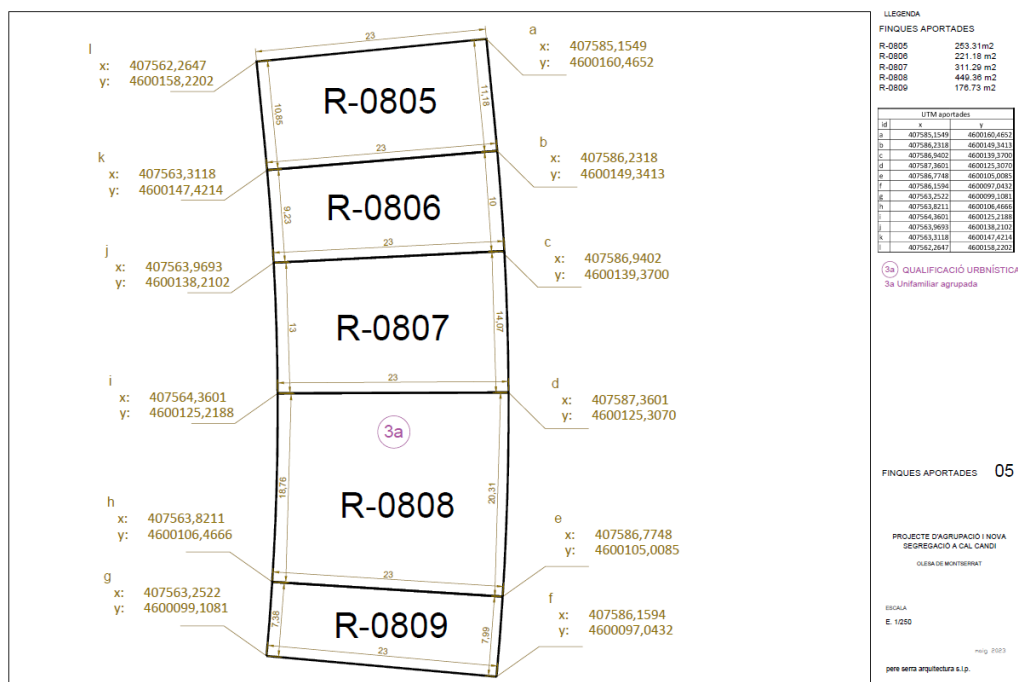 l
x: 407562,2647
y: 4600158,2202
23
a
x: 407585,1549
y: 4600160,4652
10,85
R-0805
11,18
k
x: 407563,3118
y: 4600147,4214
23
b
x: 407586,2318
y: 4600149,3413
9,23
R-0806
10
j
x: 407563,9693
y: 4600138,2102
23
c
x: 407586,9402
y: 4600139,3700
13
R-0807
14,07
i
x: 407564,3601
y: 4600125,2188
23
d
x: 407587,3601
y: 4600125,3070
3a
18,76
R-0808
20,31
h
x: 407563,8211
y: 4600106,4666
23
e
x: 407586,7748
y: 4600105,0085
g
x: 407563,2522
y: 4600099,1081
7,38
R-0809
7,99
23
f
x: 407586,1594
y: 4600097,0432
LLEGENDA
FINQUES APORTADES
R-0805 253.31m2
R-0806 221.18 m2
R-0807 311.29 m2
R-0808 449.36 m2
R-0809 176.73 m2
UTM aportades
id x y
a 407585,1549 4600160,4652
b 407586,2318 4600149,3413
c 407586,9402 4600139,3700
d 407587,3601 4600125,3070
e 407586,7748 4600105,0085
f 407586,1594 4600097,0432
g 407563,2522 4600099,1081
h 407563,8211 4600106,4666
i 407564,3601 4600125,2188
j 407563,9693 4600138,2102
k 407563,3118 4600147,4214
l 407562,2647 4600158,2202
3a QUALIFICACIÓ URBNÍSTICA
3a Unifamiliar agrupada
FINQUES APORTADES 05
PROJECTE D'AGRUPACIÓ I NOVA
SEGREGACIÓ A CAL CANDI
OLESA DE MONTSERRAT
ESCALA
E. 1/250
maig 2023
pere serra arquitectura s.l.p.